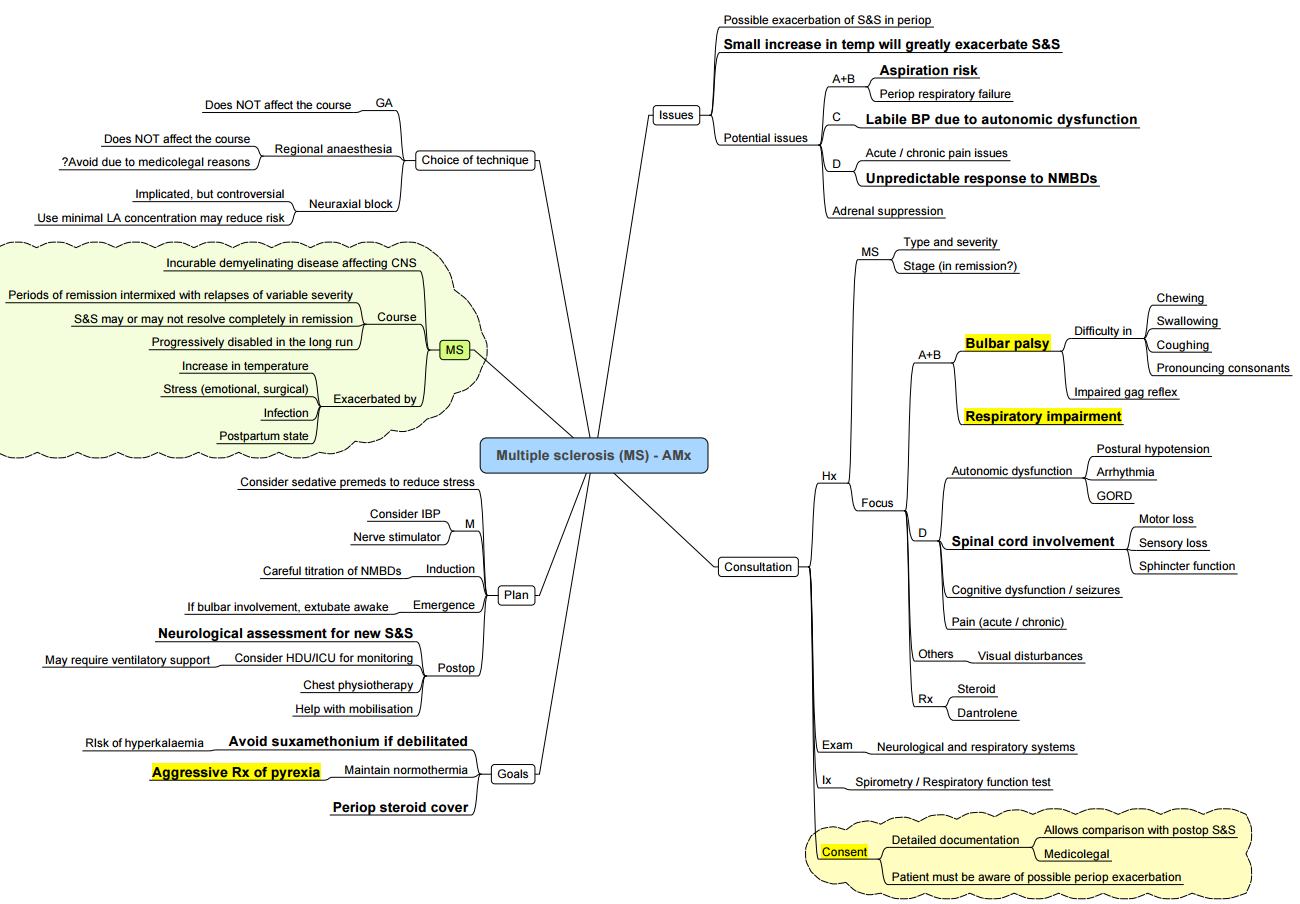 Multiple sclerosis (MS) - AMx
Issues
Possible exacerbation of S&S in periop
Small increase in temp will greatly exacerbate S&S
Potential issues
A+B
Aspiration risk
Periop respiratory failure
C
Labile BP due to autonomic dysfunction
D
Acute / chronic pain issues
Unpredictable response to NMBDs
Adrenal suppression
Consultation
Hx
MS
Type and severity
Stage (in remission?)
Focus
A+B
Bulbar palsy
Difficulty in
Chewing
Swallowing
Coughing
Pronouncing consonants
Impaired gag reflex
Respiratory impairment
D
Autonomic dysfunction
Postural hypotension
Arrhythmia
GORD
Spinal cord involvement
Motor loss
Sensory loss
Sphincter function
Cognitive dysfunction / seizures
Pain (acute / chronic)
Others
Visual disturbances
Rx
Steroid
Dantrolene
Exam
Neurological and respiratory systems
Ix
Spirometry / Respiratory function test
Consent
Detailed documentation
Allows comparison with postop S&S
Medicolegal
Patient must be aware of possible periop exacerbation
Choice of technique
GA
Does NOT affect the course
Regional anaesthesia
Does NOT affect the course
?Avoid due to medicolegal reasons
Neuraxial block
Implicated, but controversial
Use minimal LA concentration may reduce risk
MS
Incurable demyelinating disease affecting CNS
Course
Periods of remission intermixed with relapses of variable severity
S&S may or may not resolve completely in remission
Progressively disabled in the long run
Exacerbated by
Increase in temperature
Stress (emotional, surgical)
Infection
Postpartum state
Plan
Consider sedative premeds to reduce stress
M
Consider IBP
Nerve stimulator
Induction
Careful titration of NMBDs
Emergence
If bulbar involvement, extubate awake
Postop
Neurological assessment for new S&S
Consider HDU/ICU for monitoring
May require ventilatory support
Chest physiotherapy
Help with mobilisation
Goals
Avoid suxamethonium if debilitated
RIsk of hyperkalaemia
Maintain normothermia
Aggressive Rx of pyrexia
Periop steroid cover